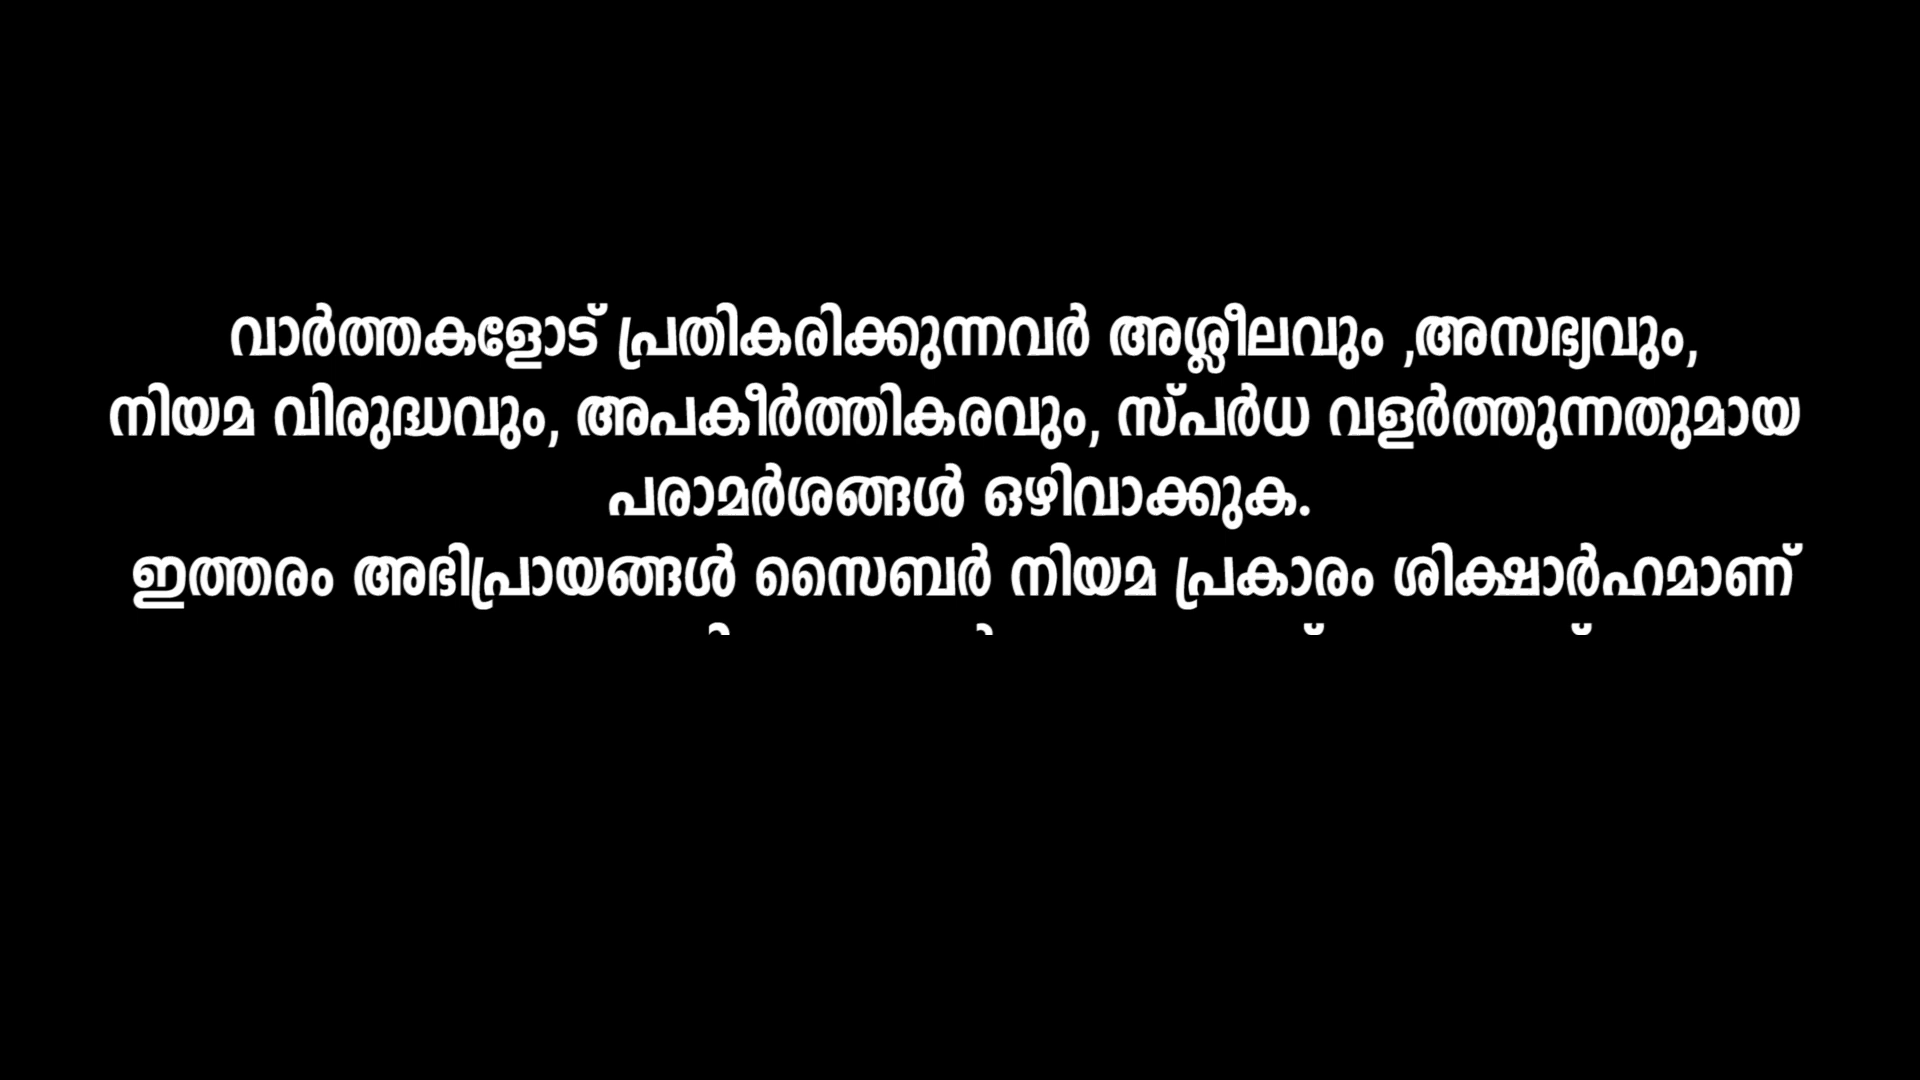 വാർത്തകളോട് പ്രതികരിക്കുന്നവർ അശ്ലീലവും ,അസഭ്യവും,
നിയമ വിരുദ്ധവും, അപകീർത്തികരവും, സ്പർധ വളർത്തുന്നതുമായ
പരാമർശങ്ങൾ ഒഴിവാക്കുക.
ഇത്തരം അഭിപ്രായങ്ങൾ സൈബർ നിയമ പ്രകാരം ശിക്ഷാർഹമാണ്